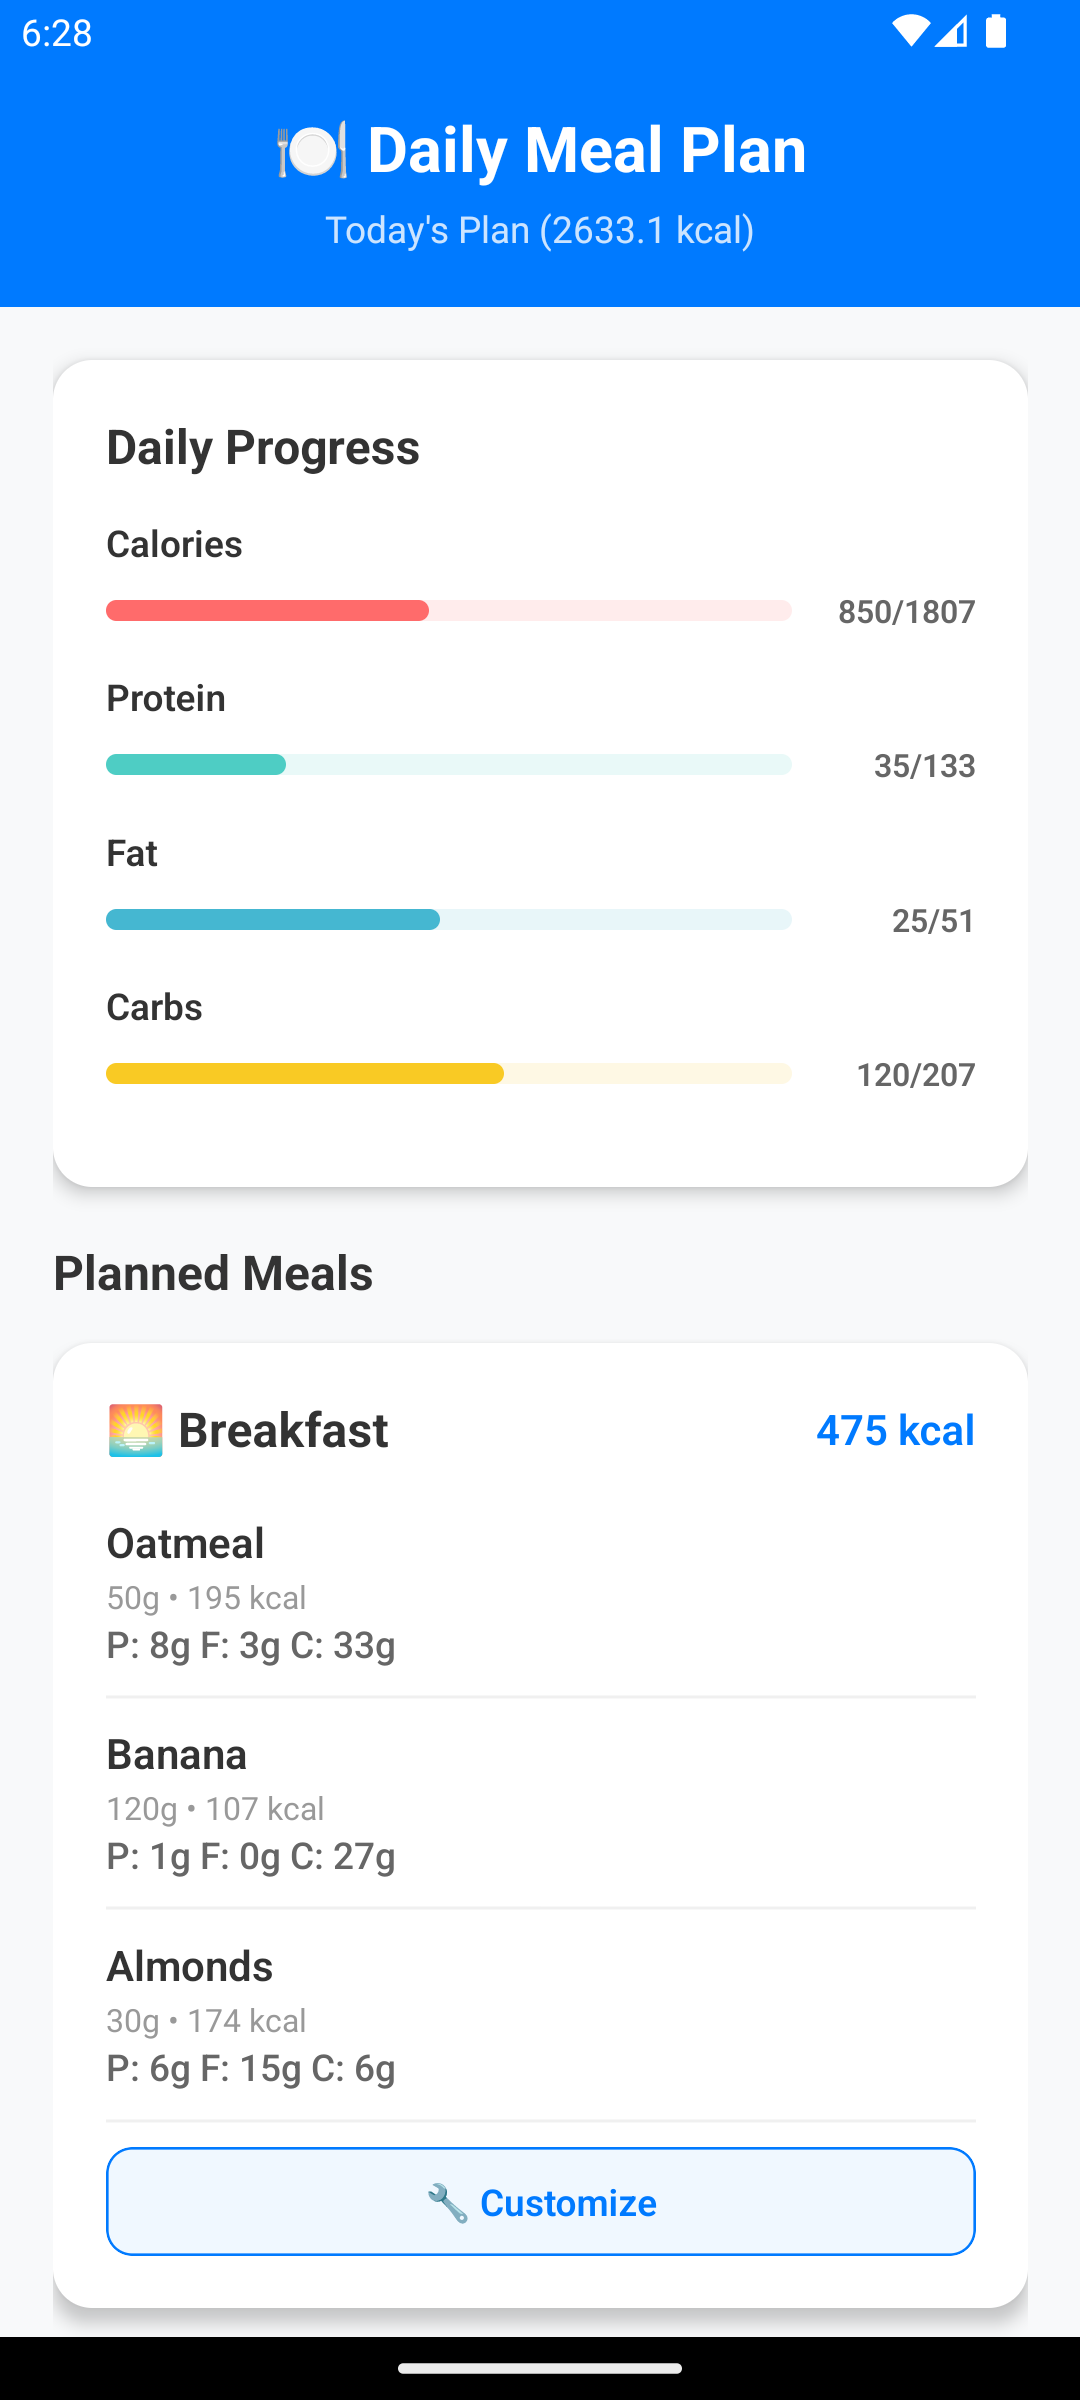 6:28
🍽️ Daily Meal Plan
Today's Plan (2633.1 kcal)
Daily Progress
Calories
850/1807
Protein
35/133
Fat
25/51
Carbs
120/207
Planned Meals
🌅 Breakfast
475 kcal
Oatmeal
50g • 195 kcal
P: 8g F: 3g C: 33g
Banana
120g • 107 kcal
P: 1g F: 0g C: 27g
Almonds
30g • 174 kcal
P: 6g F: 15g C: 6g
🔧 Customize